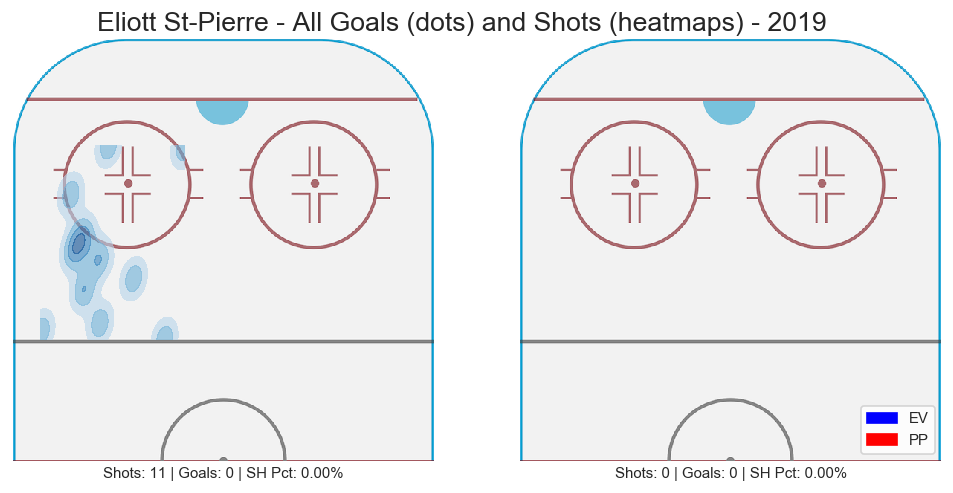 Eliott St-Pierre - All Goals (dots) and Shots (heatmaps) - 2019
EV
PP
Shots: 11 | Goals: 0 | SH Pct: 0.00%
Shots: 0 | Goals: 0 | SH Pct: 0.00%